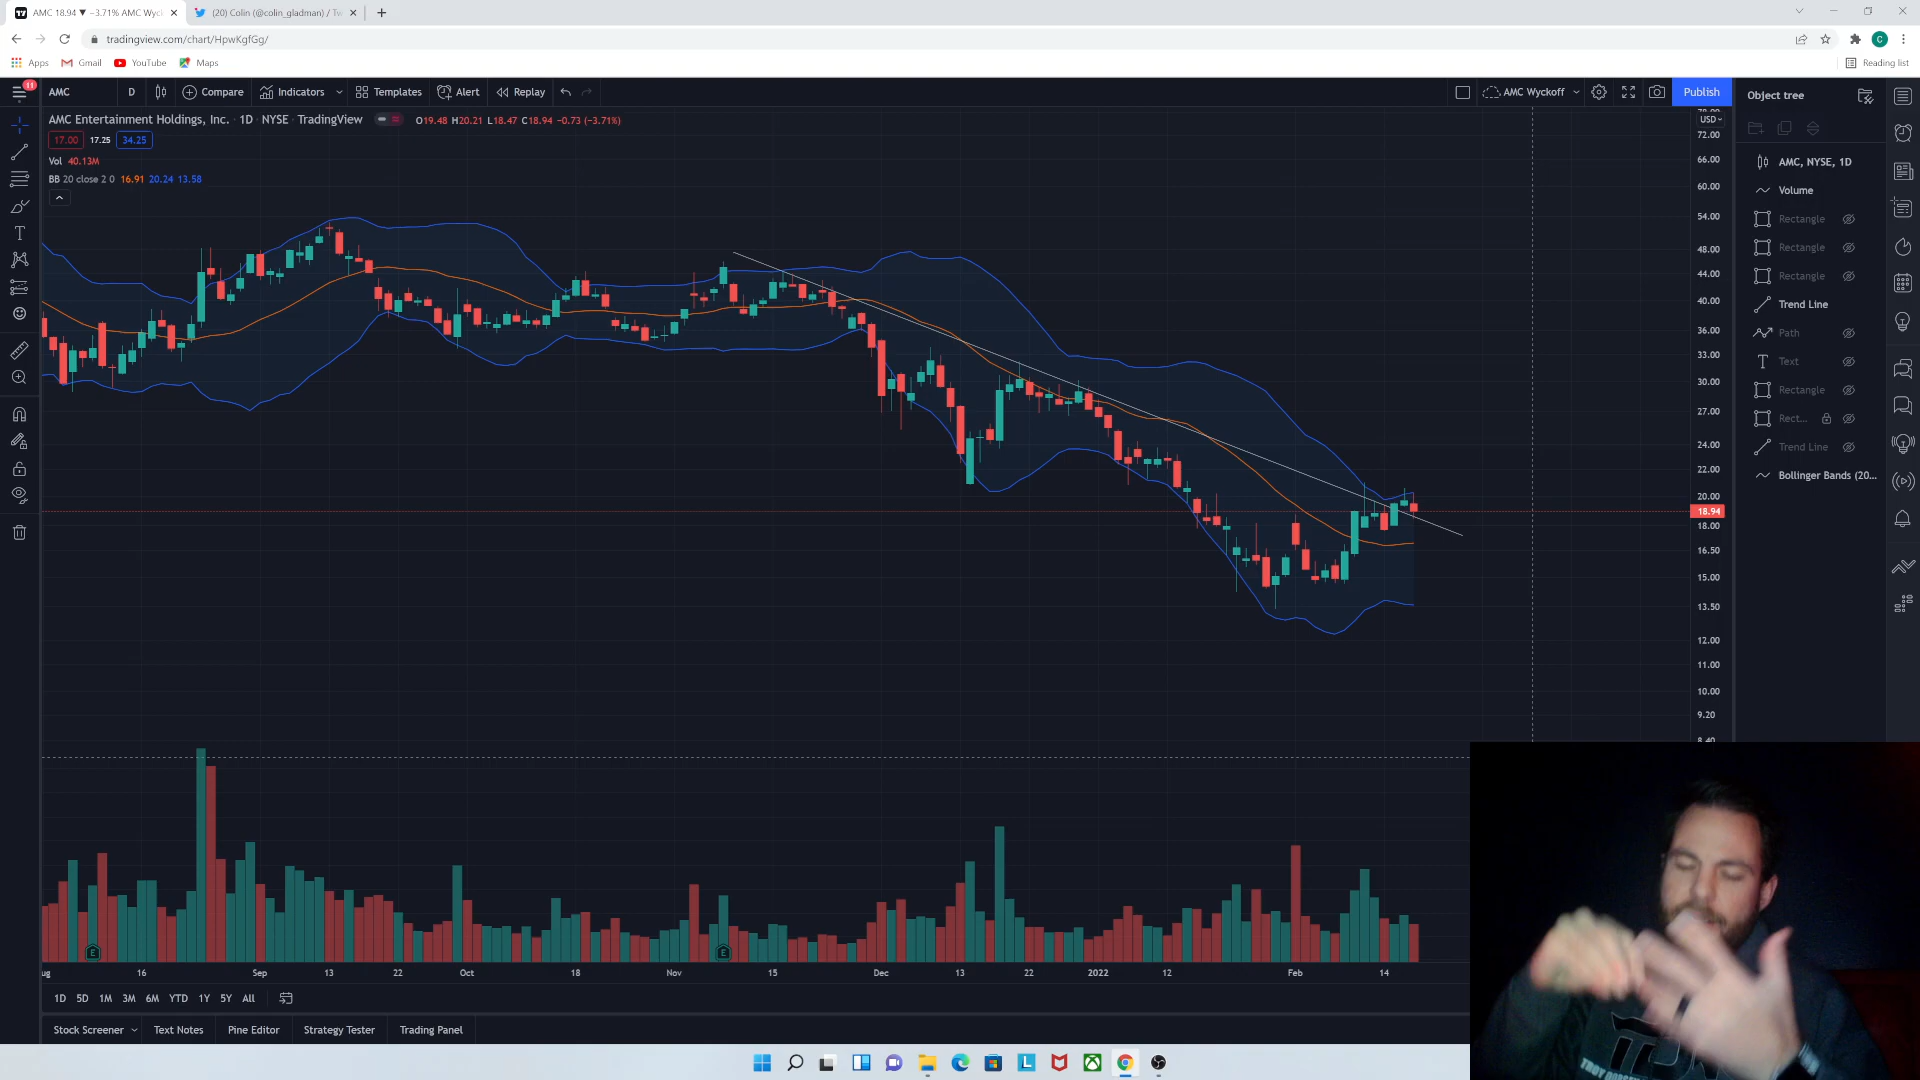 AMC 18.94 ▼ −3.71% AMC Wyck
(20) Colin (@colin_gladman) / Tw
tradingview.com/chart/HpwKgfGg/
C
Apps Gmail YouTube Maps Reading list
11
AMC D Compare Indicators Templates Alert Replay AMC Wyckoff Publish
Object tree
AMC Entertainment Holdings, Inc. · 1D · NYSE · TradingView O19.48 H20.21 L18.47 C18.94 −0.73 (−3.71%)
17.00 17.25 34.25
Vol 40.13M
BB 20 close 2 0 16.91 20.24 13.58
USD
72.00
66.00
60.00
54.00
48.00
44.00
40.00
36.00
33.00
30.00
27.00
24.00
22.00
20.00
18.94
18.00
16.50
15.00
13.50
12.00
11.00
10.00
9.20
AMC, NYSE, 1D
Volume
Rectangle
Rectangle
Rectangle
Trend Line
Path
Text
Rectangle
Rect...
Trend Line
Bollinger Bands (20...
E E
ug 16 Sep 13 22 Oct 18 Nov 15 Dec 13 22 2022 12 Feb 14
1D 5D 1M 3M 6M YTD 1Y 5Y All
Stock Screener Text Notes Pine Editor Strategy Tester Trading Panel
L